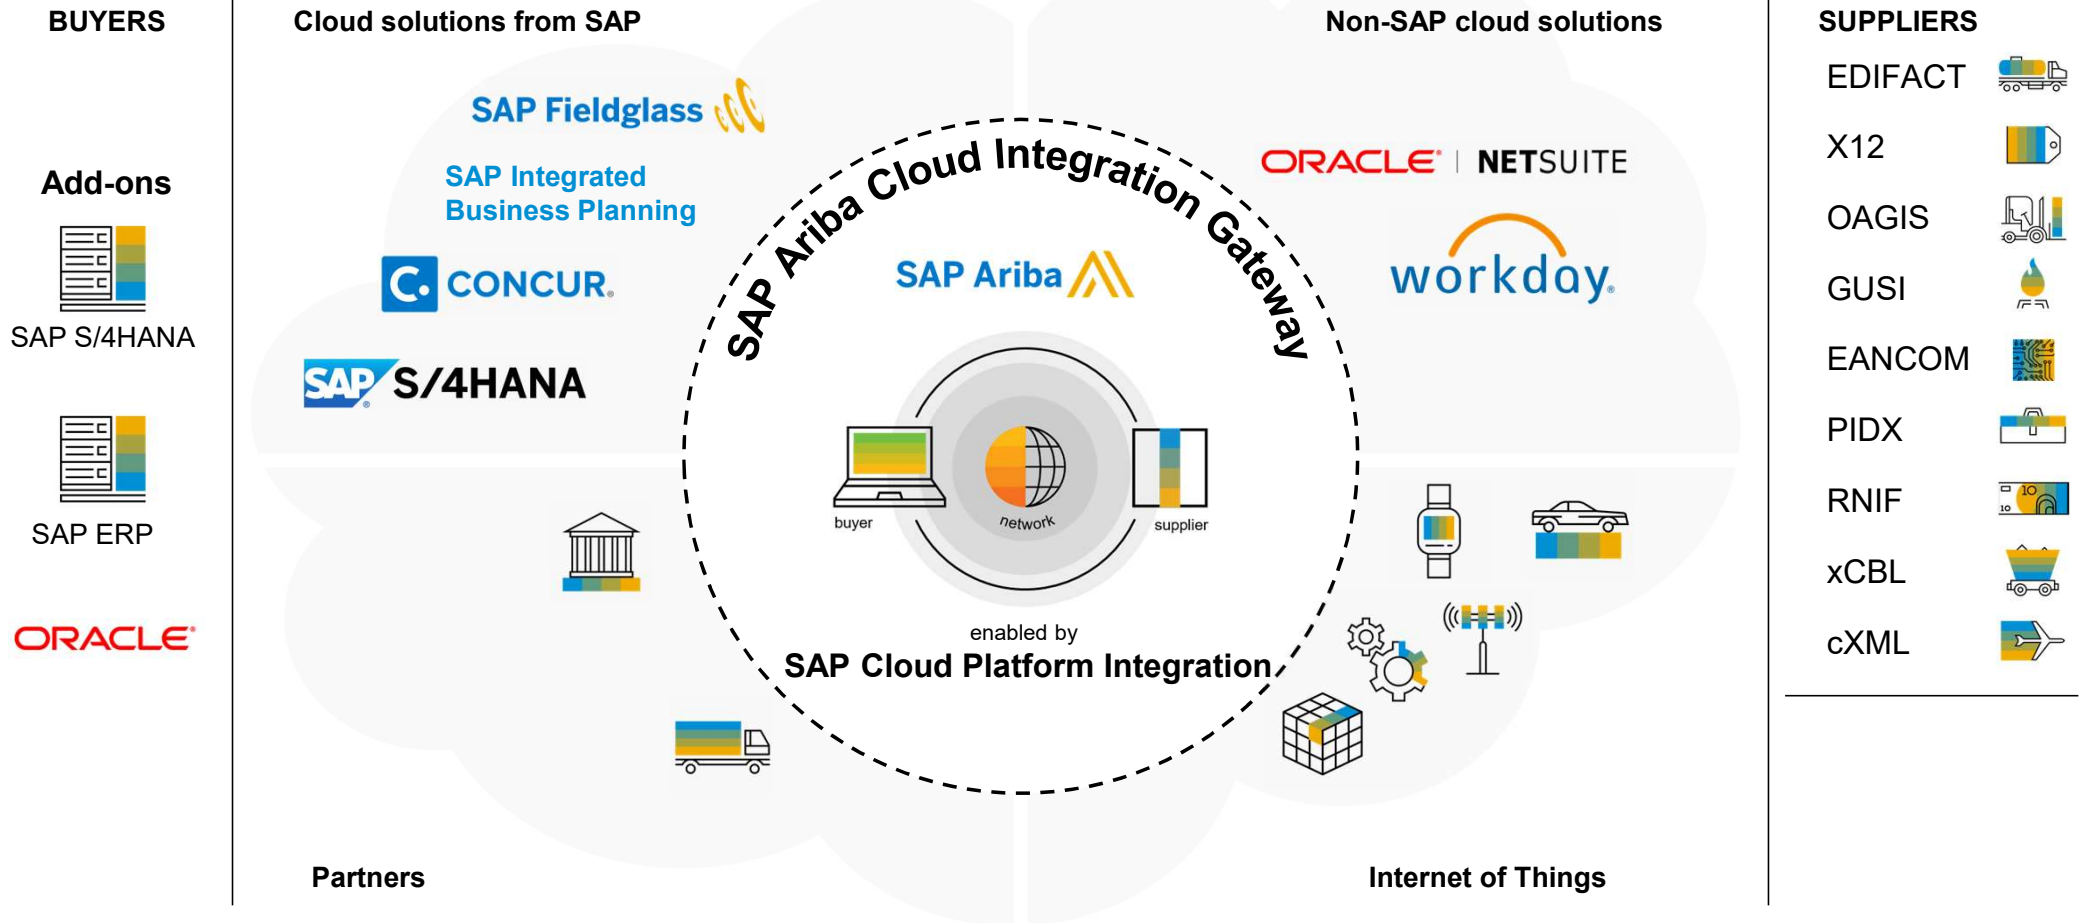 BUYERS
Add-ons
SAP S/4HANA
SAP ERP
ORACLE®
Cloud solutions from SAP
SAP Fieldglass
SAP Integrated
Business Planning
C. CONCUR®
SAP® S/4HANA
Partners
SAP Ariba Cloud Integration Gateway
SAP Ariba
buyer
network
supplier
enabled by
SAP Cloud Platform Integration
Non-SAP cloud solutions
ORACLE® | NETSUITE
workday®
Internet of Things
SUPPLIERS
EDIFACT
X12
OAGIS
GUSI
EANCOM
PIDX
RNIF
10
10
xCBL
cXML